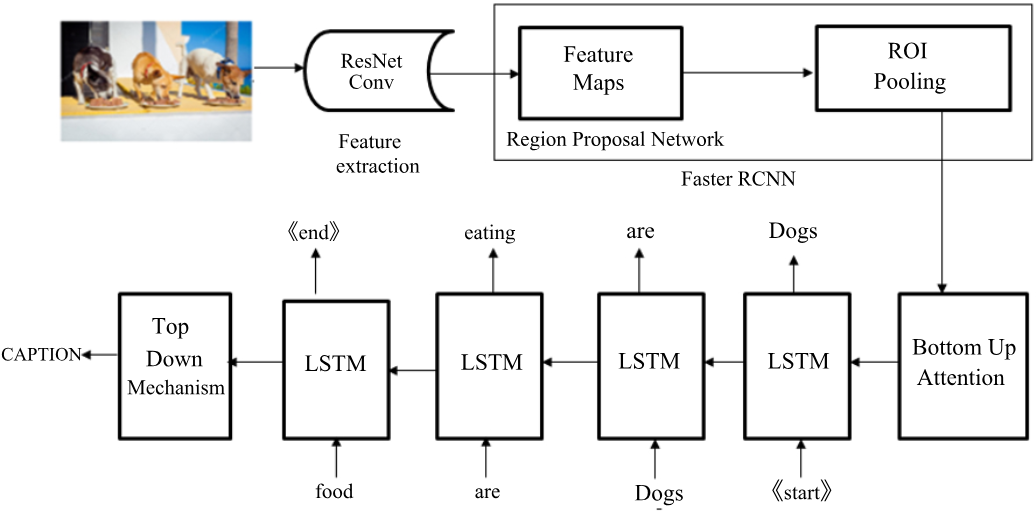 ResNet
Conv
Feature
Maps
ROI
Pooling
Feature
extraction
Region Proposal Network
Faster RCNN
《end》
eating
are
Dogs
CAPTION
Top
Down
Mechanism
LSTM
LSTM
LSTM
LSTM
Bottom Up
Attention
food
are
Dogs
《start》